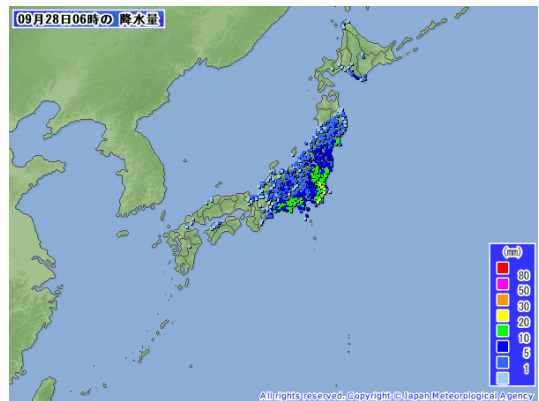 09月28日06時の 降水量
(mm)
80
50
30
20
10
5
1
All rights reserved. Copyright © Japan Meteorological Agency